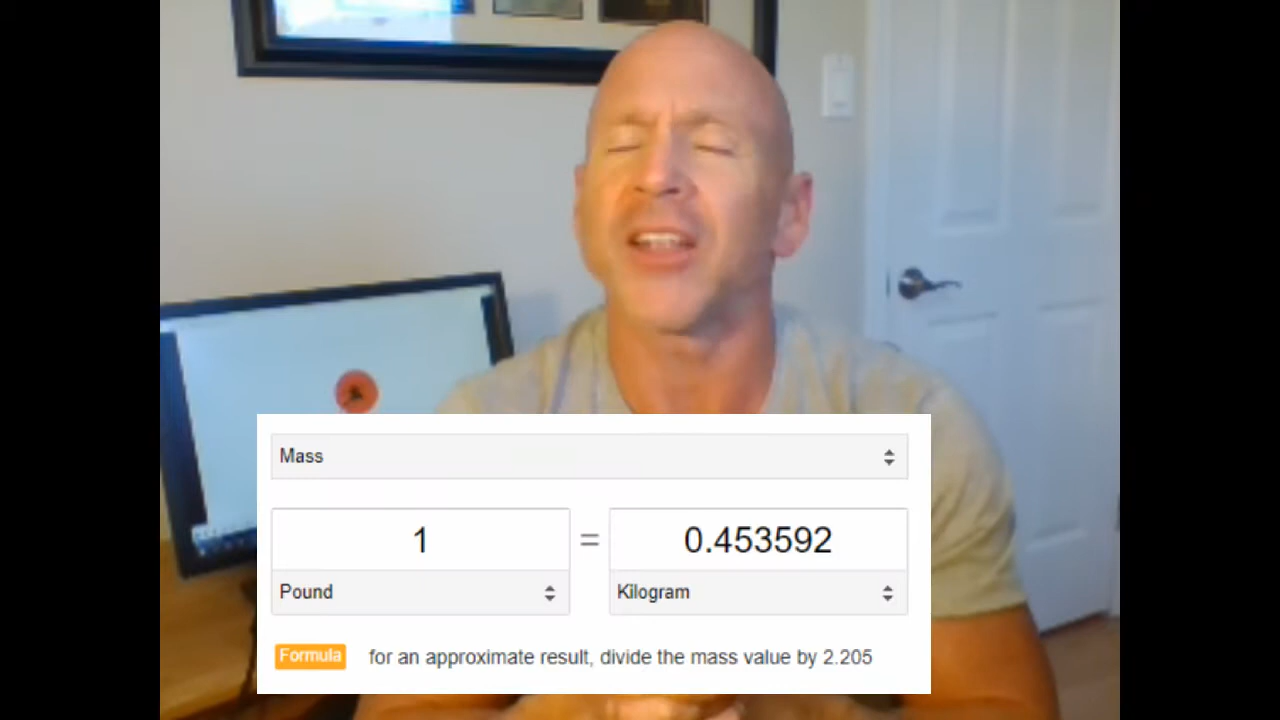 Mass
1 = 0.453592
Pound Kilogram
Formula for an approximate result, divide the mass value by 2.205